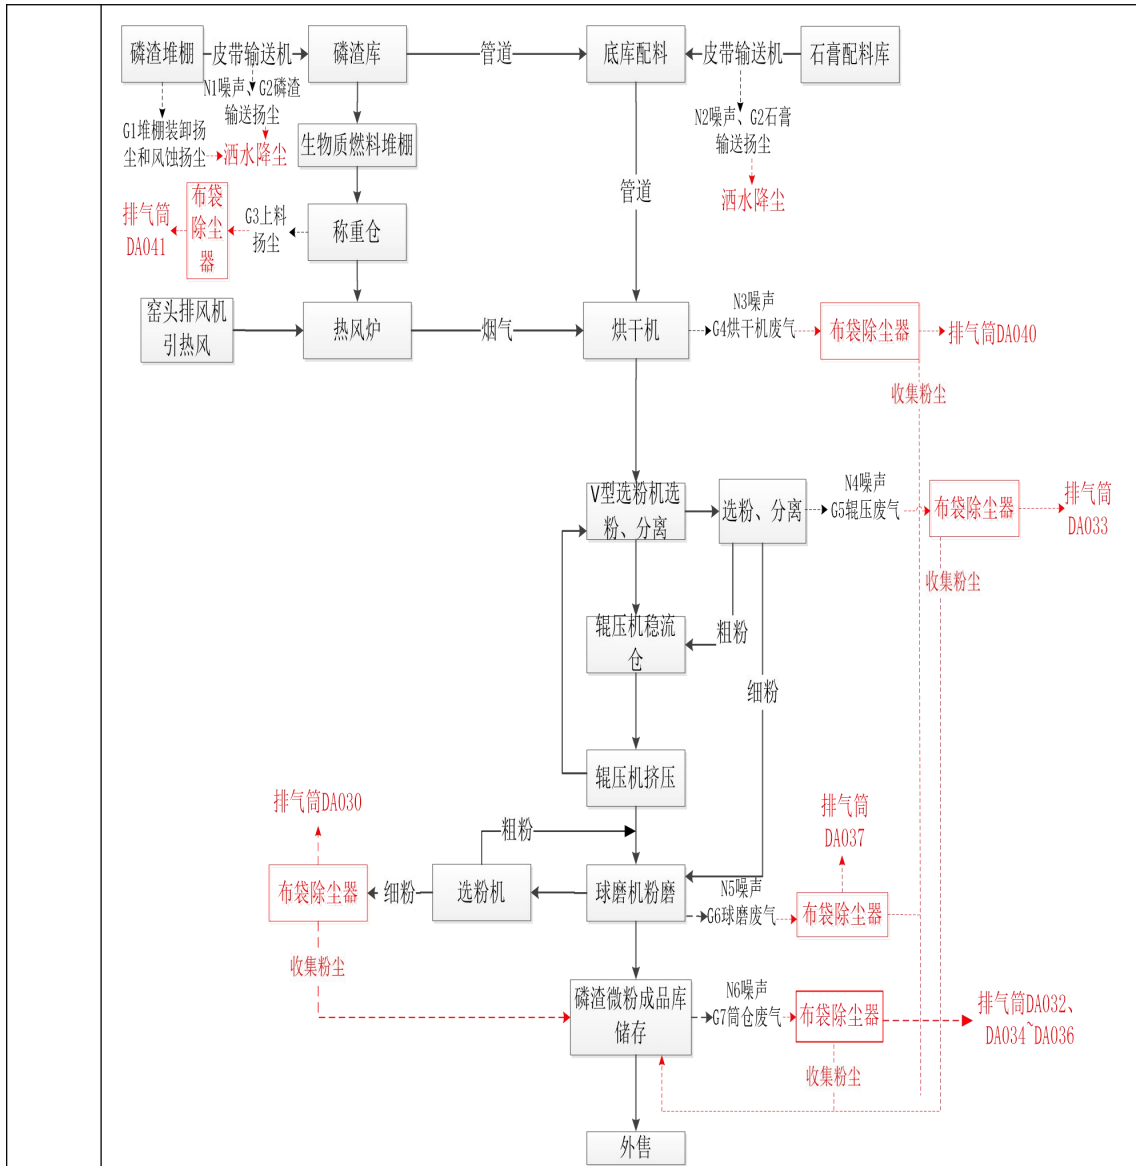 磷渣堆棚
皮带输送机
磷渣库
管道
底库配料
皮带输送机
石膏配料库
N1噪声、G2磷渣
输送扬尘
G1堆棚装卸扬
尘和风蚀扬尘
洒水降尘
生物质燃料堆棚
N2噪声、G2石膏
输送扬尘
洒水降尘
管道
排气筒
DA041
布袋
除尘
器
G3上料
扬尘
称重仓
窑头排风机
引热风
热风炉
烟气
烘干机
N3噪声
G4烘干机废气
布袋除尘器
排气筒DA040
收集粉尘
V型选粉机选
粉、分离
选粉、分离
N4噪声
G5辊压废气
布袋除尘器
排气筒
DA033
收集粉尘
辊压机稳流
仓
粗粉
细粉
辊压机挤压
排气筒DA030
粗粉
排气筒
DA037
布袋除尘器
细粉
选粉机
球磨机粉磨
N5噪声
G6球磨废气
布袋除尘器
收集粉尘
磷渣微粉成品库
储存
N6噪声
G7筒仓废气
布袋除尘器
排气筒DA032、
DA034~DA036
收集粉尘
外售